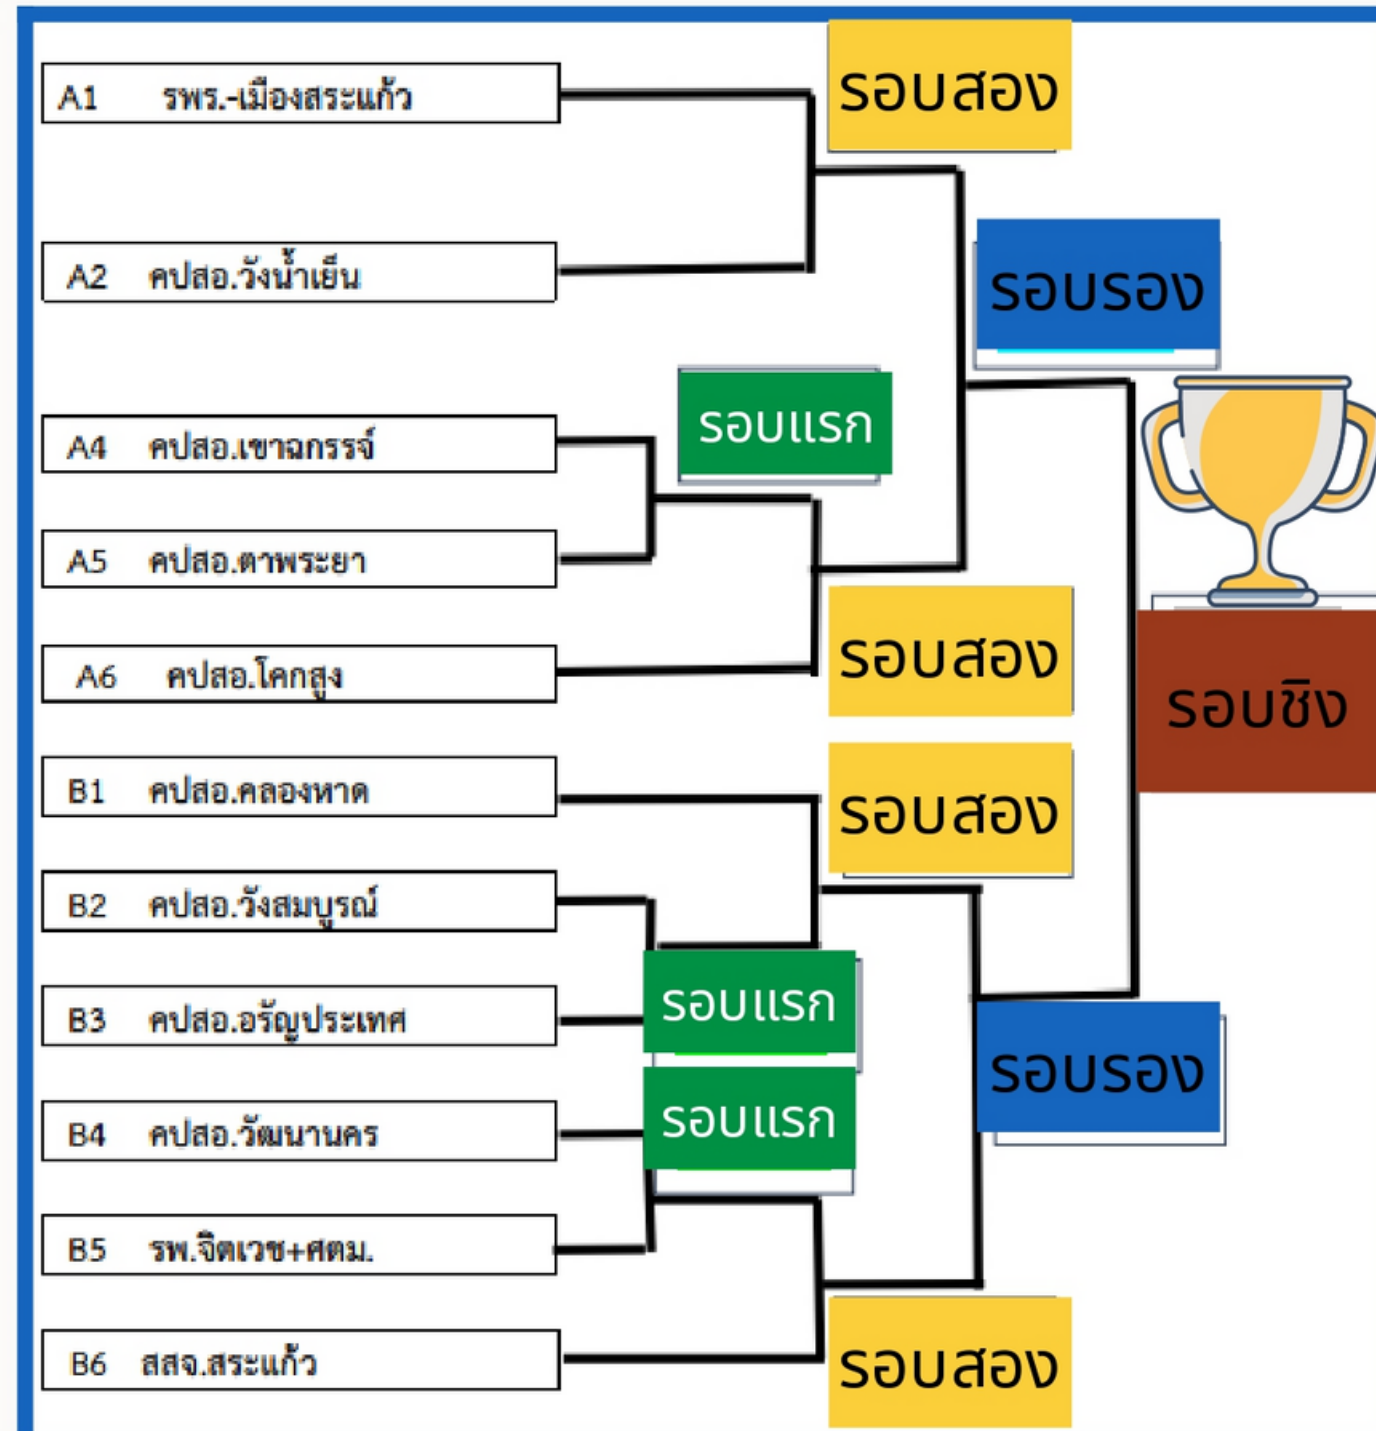 A1 รพร.-เมืองสระแก้ว
รอบสอง
A2 คปสอ.วังน้ำเย็น
รอบรอง
รอบแรก
A4 คปสอ.เขาฉกรรจ์
A5 คปสอ.ตาพระยา
รอบสอง
A6 คปสอ.โคกสูง
รอบชิง
B1 คปสอ.คลองหาด
รอบสอง
B2 คปสอ.วังสมบูรณ์
รอบแรก
B3 คปสอ.อรัญประเทศ
รอบรอง
รอบแรก
B4 คปสอ.วัฒนานคร
B5 รพ.จิตเวช+ศตม.
B6 สสจ.สระแก้ว
รอบสอง